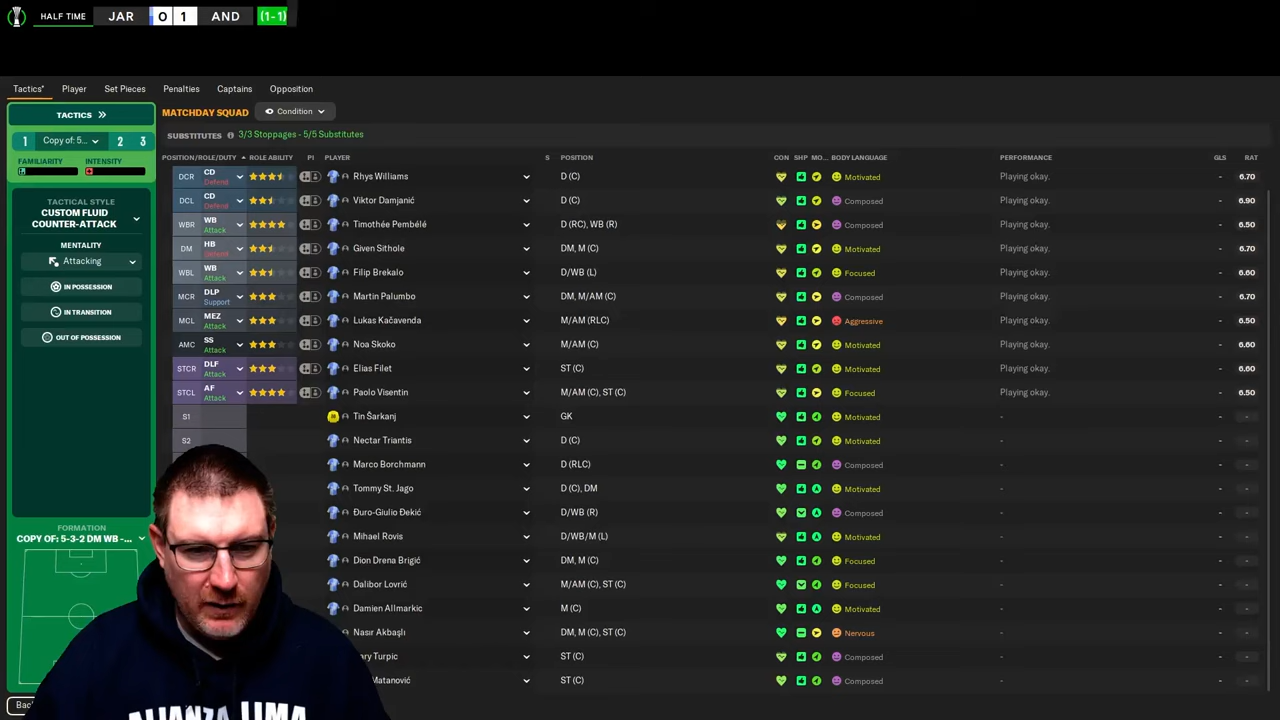 HALF TIME JAR 0 1 AND (1-1)
Tactics* Player Set Pieces Penalties Captains Opposition
TACTICS
1 Copy of: 5... 2 3
FAMILIARITY INTENSITY
TACTICAL STYLE
CUSTOM FLUID
COUNTER-ATTACK
MENTALITY
Attacking
IN POSSESSION
IN TRANSITION
OUT OF POSSESSION
FORMATION
COPY OF: 5-3-2 DM WB -...
MATCHDAY SQUAD Condition
SUBSTITUTES 3/3 Stoppages - 5/5 Substitutes
POSITION/ROLE/DUTY ROLE ABILITY PI PLAYER S POSITION CON SHP MO... BODY LANGUAGE PERFORMANCE GLS RAT
DCR CD Defend Rhys Williams D (C) Motivated Playing okay. - 6.70
DCL CD Defend Viktor Damjanić D (C) Composed Playing okay. - 6.90
WBR WB Attack Timothée Pembélé D (RC), WB (R) Composed Playing okay. - 6.50
DM HB Defend Given Sithole DM, M (C) Motivated Playing okay. - 6.70
WBL WB Attack Filip Brekalo D/WB (L) Focused Playing okay. - 6.60
MCR DLP Support Martin Palumbo DM, M/AM (C) Composed Playing okay. - 6.70
MCL MEZ Attack Lukas Kačavenda M/AM (RLC) Aggressive Playing okay. - 6.50
AMC SS Attack Noa Skoko M/AM (C) Motivated Playing okay. - 6.60
STCR DLF Attack Elias Filet ST (C) Motivated Playing okay. - 6.60
STCL AF Attack Paolo Visentin M/AM (C), ST (C) Focused Playing okay. - 6.50
S1 Tin Šarkanj GK Motivated - - -
S2 Nectar Triantis D (C) Motivated - - -
Marco Borchmann D (RLC) Composed - - -
Tommy St. Jago D (C), DM Motivated - - -
Đuro-Giulio Đekić D/WB (R) Composed - - -
Mihael Rovis D/WB/M (L) Motivated - - -
Dion Drena Brigić DM, M (C) Focused - - -
Dalibor Lovrić M/AM (C), ST (C) Focused - - -
Damien Allmarkic M (C) Motivated - - -
Nasır Akbaşlı DM, M (C), ST (C) Nervous - - -
Turpic ST (C) Composed - - -
Matanović ST (C) Composed - - -
ALIANZA LIMA